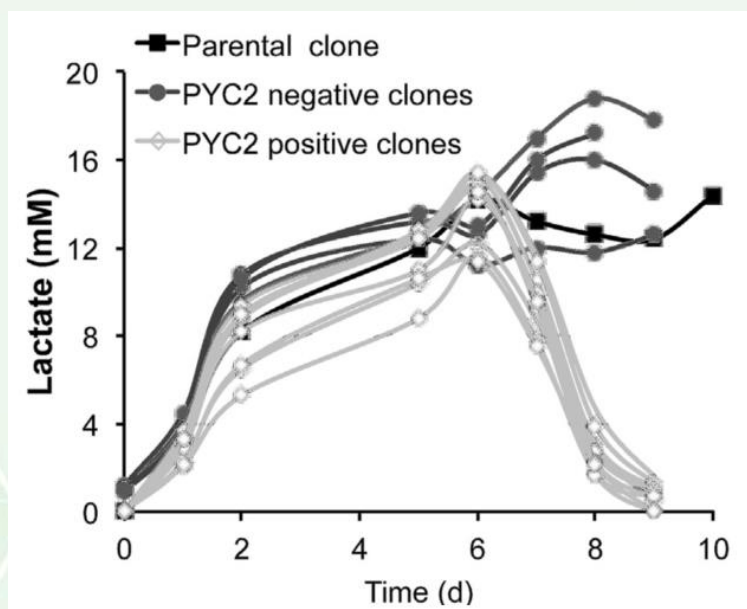 Parental clone
PYC2 negative clones
PYC2 positive clones
20
16
12
8
4
0
Lactate (mM)
0 2 4 6 8 10
Time (d)